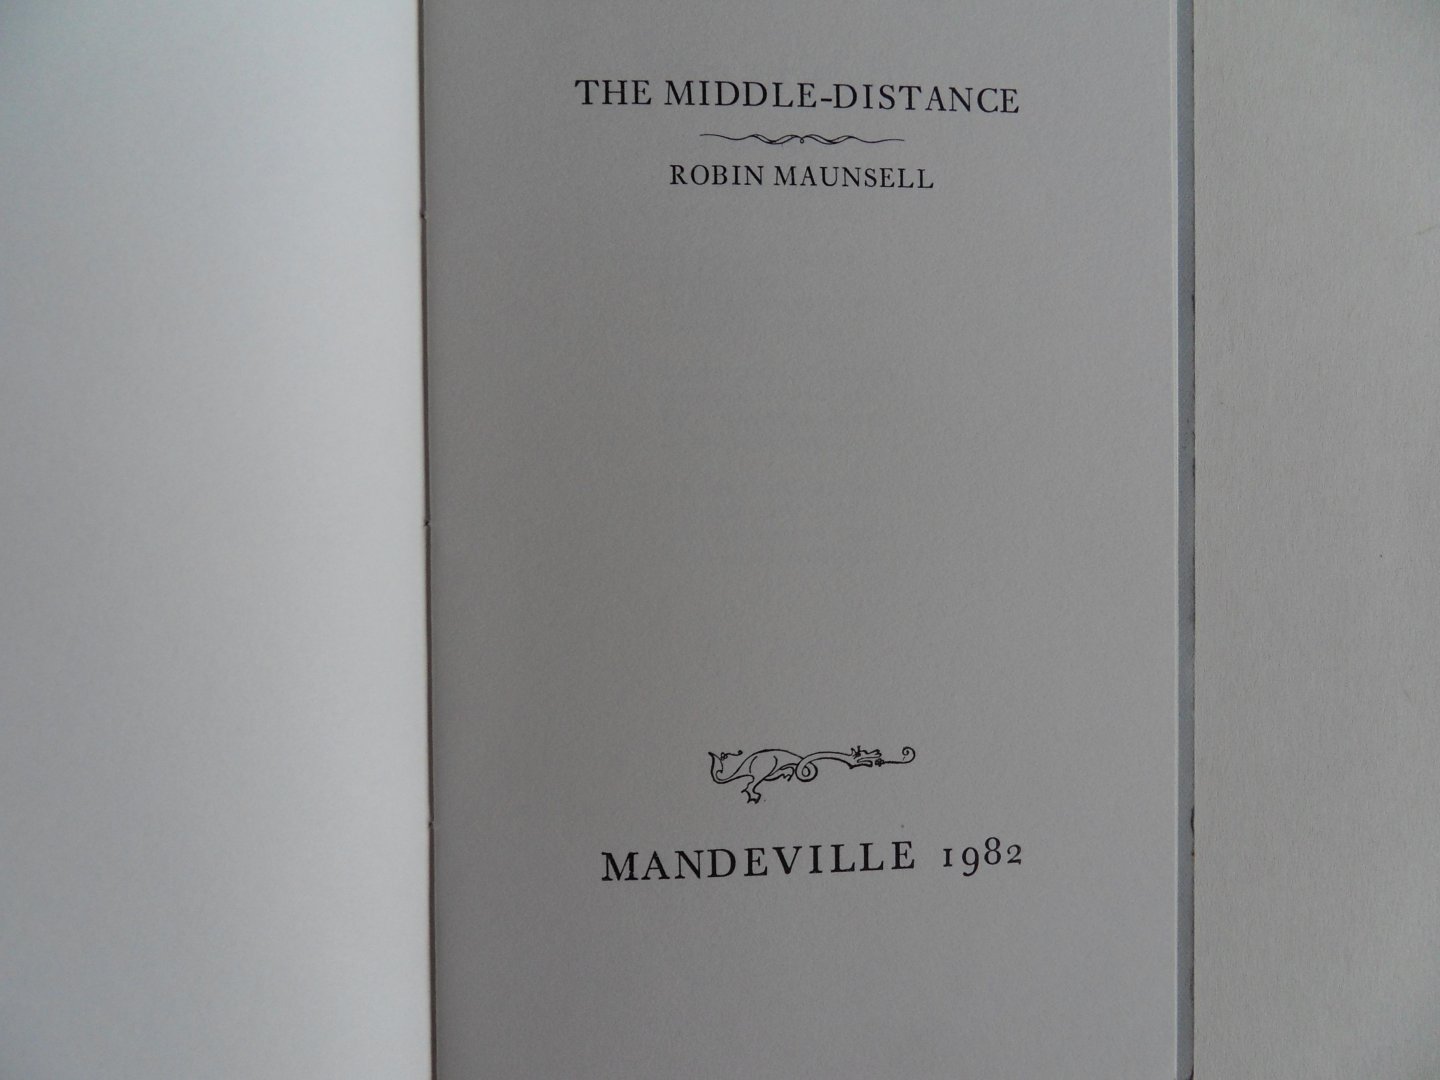 THE MIDDLE-DISTANCE
ROBIN MAUNSELL
MANDEVILLE 1982